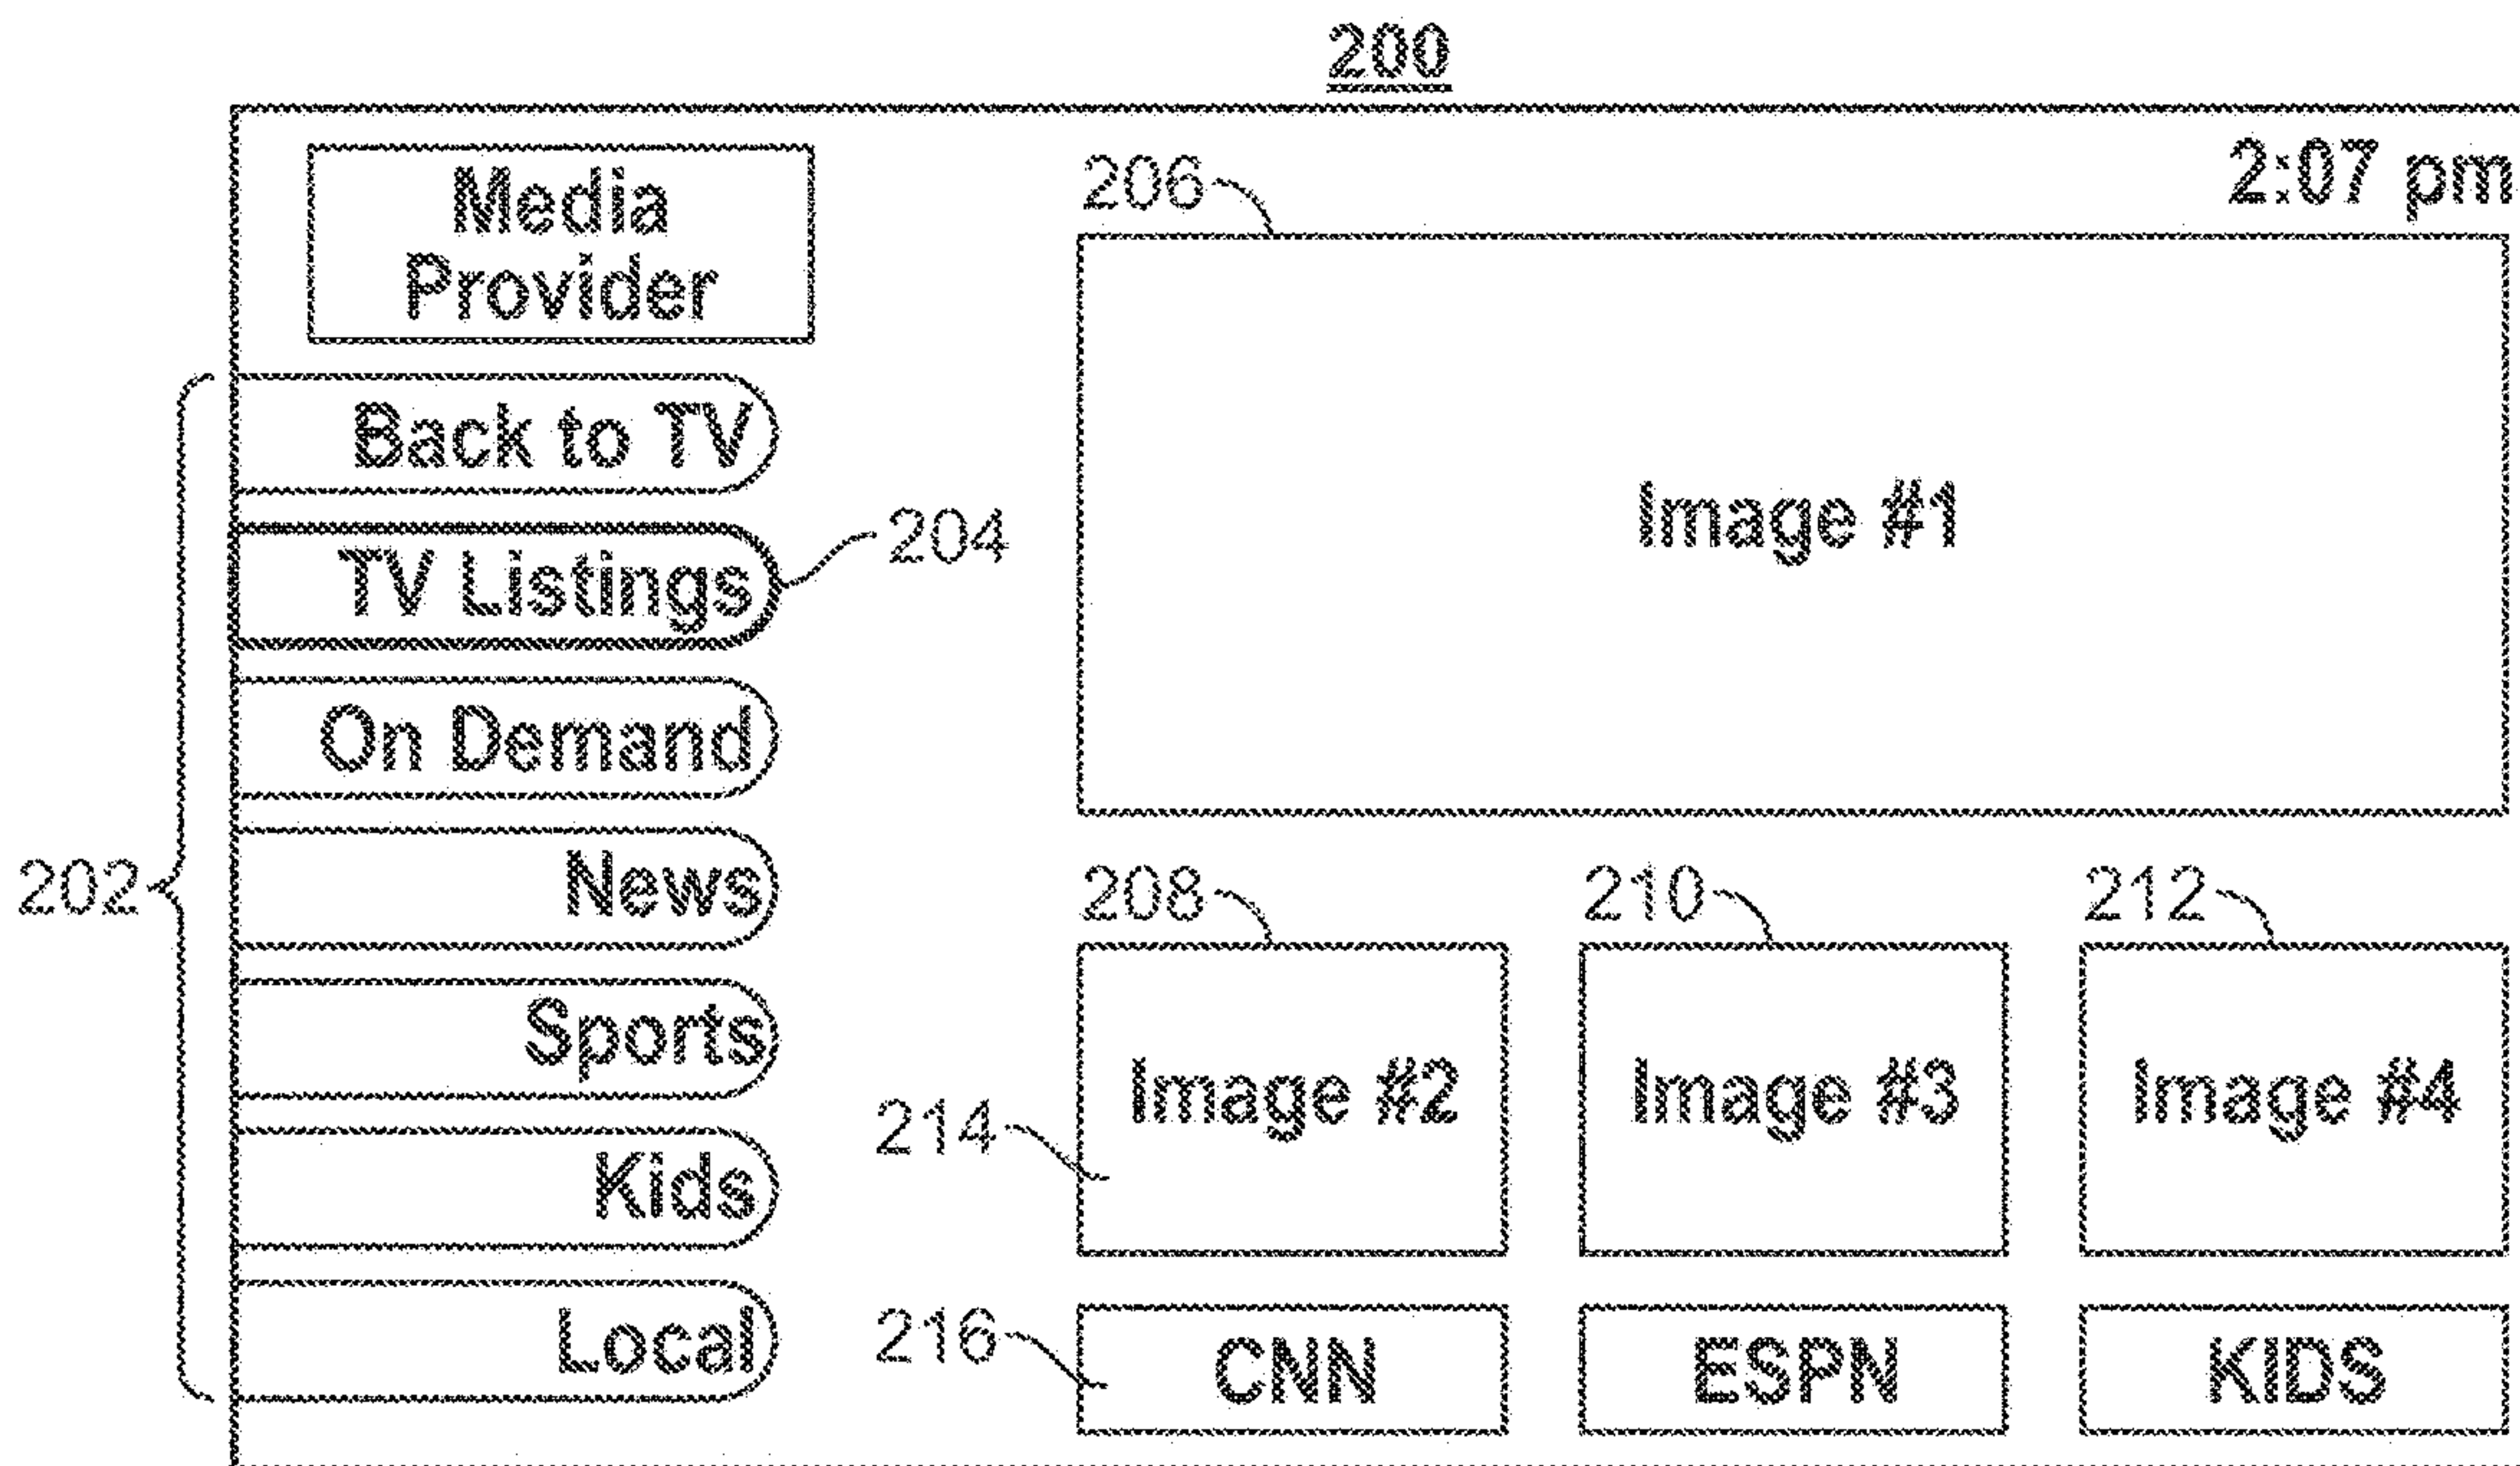 200
Media
Provider
2:07 pm
206
Back to TV
Image #1
TV Listings
204
On Demand
News
202
208
210
212
Sports
Image #2
Image #3
Image #4
214
Kids
Local
216
CNN
ESPN
KIDS